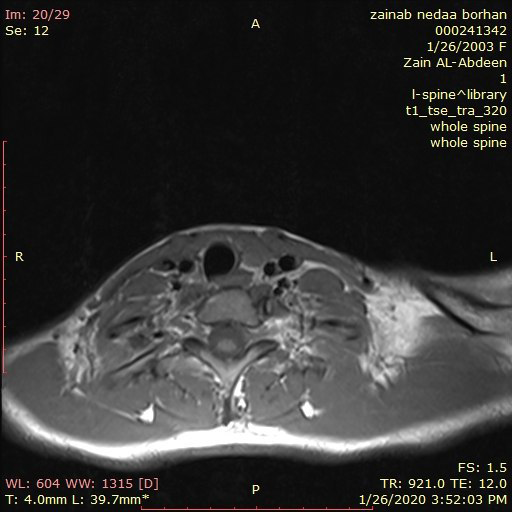 Im: 20/29
Se: 12
A
zainab nedaa borhan
000241342
1/26/2003 F
Zain AL-Abdeen
1
l-spine^library
t1_tse_tra_320
whole spine
whole spine
R
L
WL: 604 WW: 1315 [D]
T: 4.0mm L: 39.7mm*
P
FS: 1.5
TR: 921.0 TE: 12.0
1/26/2020 3:52:03 PM